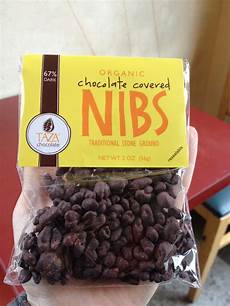 67%
DARK
TAZA
chocolate
ORGANIC
chocolate covered
NIBS
TRADITIONAL STONE GROUND
NET WT 2 OZ. (56g)